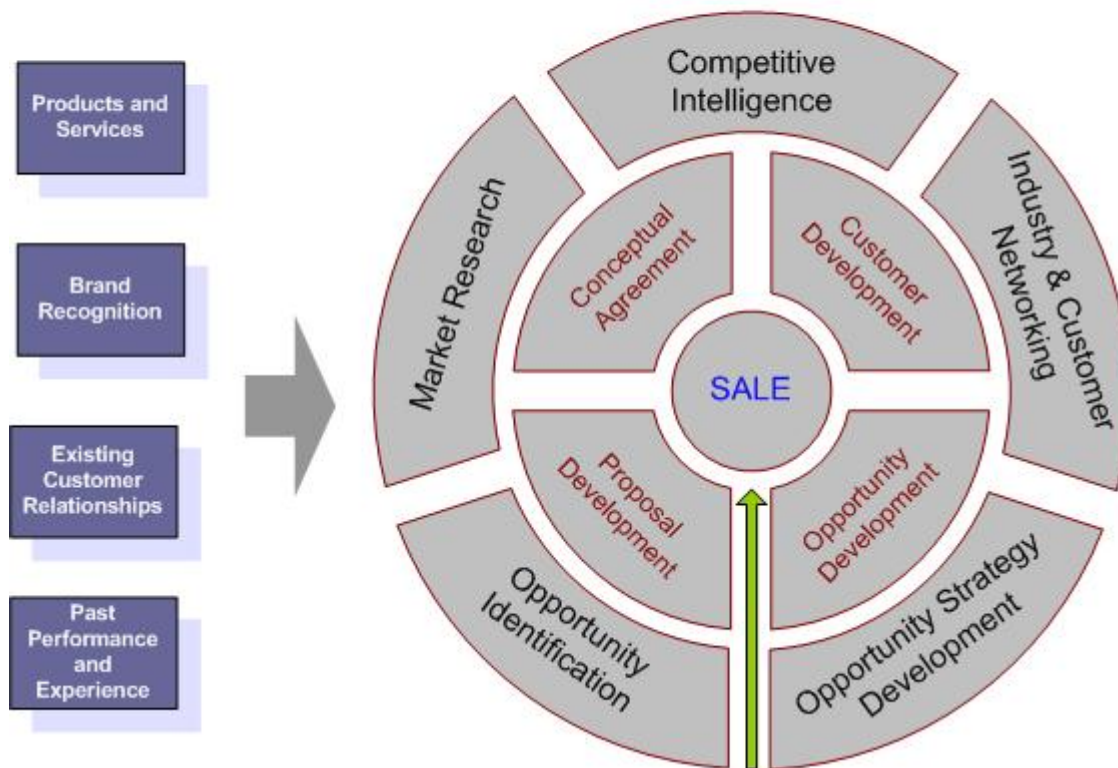 Products and
Services
Brand
Recognition
Existing
Customer
Relationships
Past
Performance
and
Experience
Competitive
Intelligence
Industry & Customer
Networking
Opportunity Strategy
Development
Opportunity
Identification
Market Research
Conceptual
Agreement
Customer
Development
Opportunity
Development
Proposal
Development
SALE